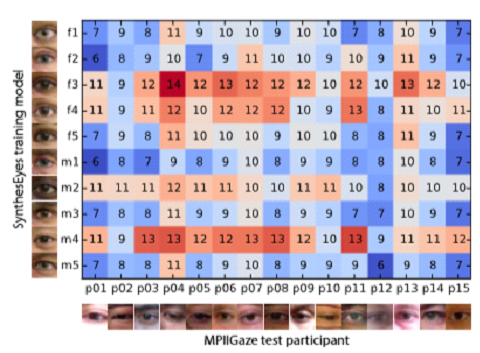 f1 7 9 8 11 9 10 10 9 10 10 7 8 10 9 7
f2 6 8 9 10 7 9 11 10 10 9 10 9 11 9 7
f3 11 9 12 14 12 13 12 12 12 10 12 10 13 12 10
f4 11 9 11 12 10 12 12 12 9 10 13 8 11 10 11
f5 7 9 8 11 10 10 10 9 10 10 8 8 11 9 7
m1 6 8 7 9 8 9 10 8 9 9 8 8 10 8 7
m2 11 11 11 12 11 11 10 10 11 11 10 8 10 10 10
m3 7 8 8 11 9 9 10 8 9 9 7 7 10 9 7
m4 11 9 13 13 12 12 13 13 12 10 13 9 11 11 12
m5 7 8 8 11 8 9 10 9 9 9 9 6 9 8 7
p01 p02 p03 p04 p05 p06 p07 p08 p09 p10 p11 p12 p13 p14 p15
MPIIGaze test participant
SynthesEyes training model